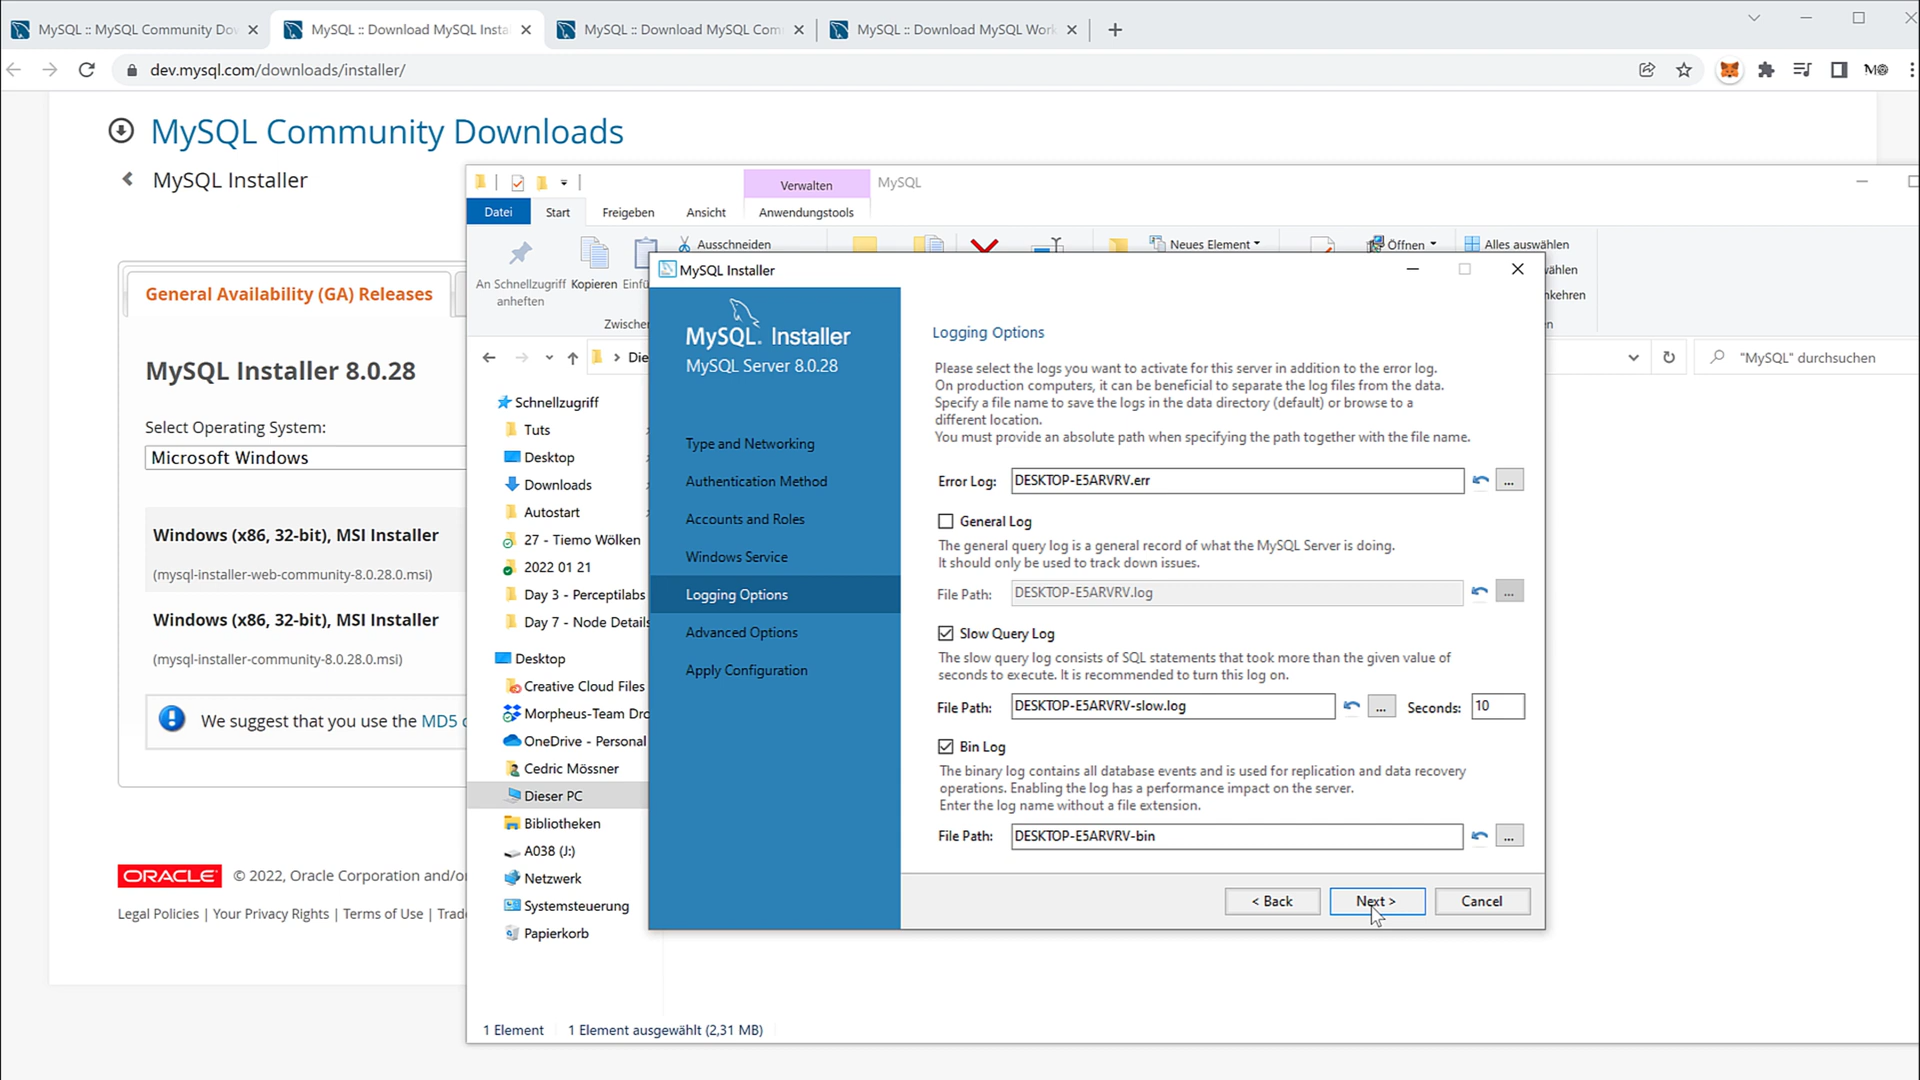 MySQL :: MySQL Community Do
MySQL :: Download MySQL Insta
MySQL :: Download MySQL Com
MySQL :: Download MySQL Work
dev.mysql.com/downloads/installer/
MySQL Community Downloads
MySQL Installer
General Availability (GA) Releases
MySQL Installer 8.0.28
Select Operating System:
Microsoft Windows
Windows (x86, 32-bit), MSI Installer
(mysql-installer-web-community-8.0.28.0.msi)
Windows (x86, 32-bit), MSI Installer
(mysql-installer-community-8.0.28.0.msi)
We suggest that you use the MD5 c
ORACLE © 2022, Oracle Corporation and/or
Legal Policies | Your Privacy Rights | Terms of Use | Trade
Verwalten
MySQL
Datei
Start
Freigeben
Ansicht
Anwendungstools
An Schnellzugriff
anheften
Kopieren
Einfü
Ausschneiden
Zwischen
Neues Element
Öffnen
Alles auswählen
ählen
nkehren
n
Die
"MySQL" durchsuchen
Schnellzugriff
Tuts
Desktop
Downloads
Autostart
27 - Tiemo Wölken
2022 01 21
Day 3 - Perceptilabs
Day 7 - Node Details
Desktop
Creative Cloud Files
Morpheus-Team Dro
OneDrive - Personal
Cedric Mössner
Dieser PC
Bibliotheken
A038 (J:)
Netzwerk
Systemsteuerung
Papierkorb
1 Element
1 Element ausgewählt (2,31 MB)
MySQL Installer
MySQL. Installer
MySQL Server 8.0.28
Type and Networking
Authentication Method
Accounts and Roles
Windows Service
Logging Options
Advanced Options
Apply Configuration
Logging Options
Please select the logs you want to activate for this server in addition to the error log.
On production computers, it can be beneficial to separate the log files from the data.
Specify a file name to save the logs in the data directory (default) or browse to a
different location.
You must provide an absolute path when specifying the path together with the file name.
Error Log: DESKTOP-E5ARVRV.err ...
General Log
The general query log is a general record of what the MySQL Server is doing.
It should only be used to track down issues.
File Path: DESKTOP-E5ARVRV.log ...
Slow Query Log
The slow query log consists of SQL statements that took more than the given value of
seconds to execute. It is recommended to turn this log on.
File Path: DESKTOP-E5ARVRV-slow.log ... Seconds: 10
Bin Log
The binary log contains all database events and is used for replication and data recovery
operations. Enabling the log has a performance impact on the server.
Enter the log name without a file extension.
File Path: DESKTOP-E5ARVRV-bin ...
< Back
Next >
Cancel